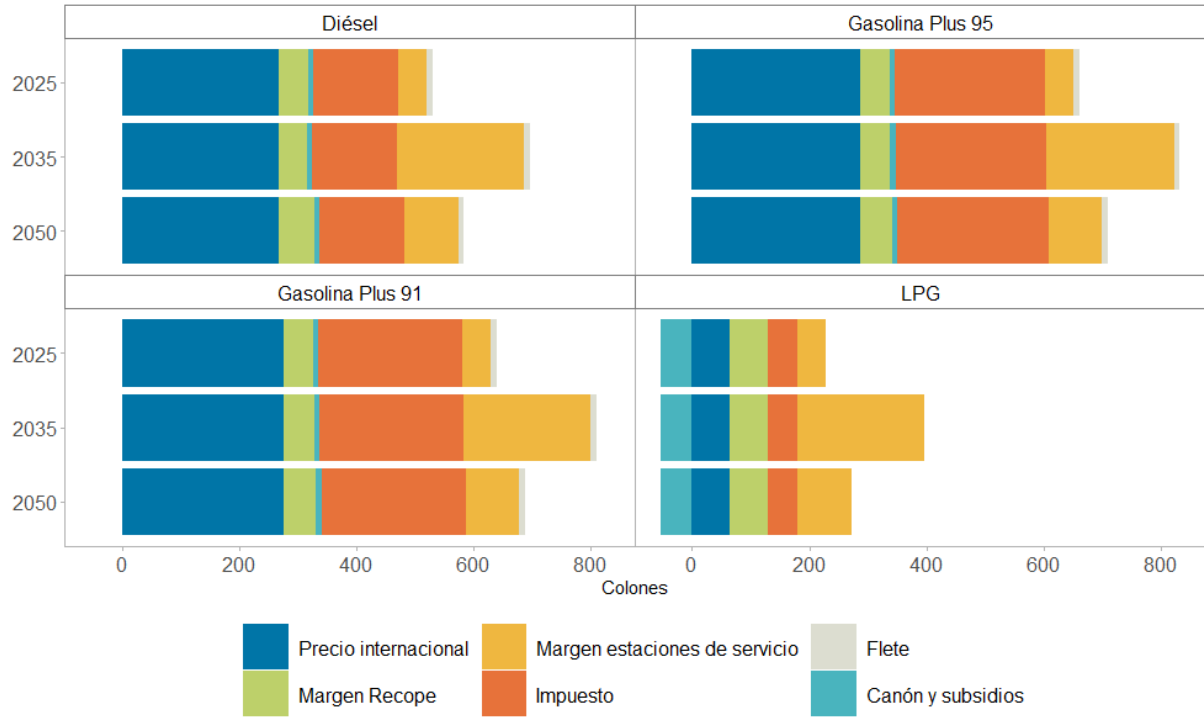 Diésel
Gasolina Plus 95
2025
2035
2050
Gasolina Plus 91
LPG
2025
2035
2050
0 200 400 600 800 0 200 400 600 800
Colones
Precio internacional Margen estaciones de servicio Flete
Margen Recope Impuesto Canón y subsidios